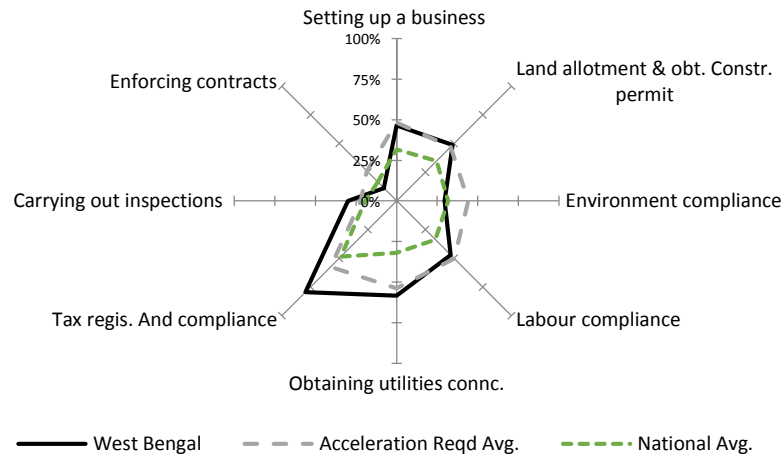 Setting up a business
100%
75%
50%
25%
0%
Land allotment & obt. Constr.
permit
Environment compliance
Labour compliance
Obtaining utilities connc.
Tax regis. And compliance
Carrying out inspections
Enforcing contracts
West Bengal
Acceleration Reqd Avg.
National Avg.